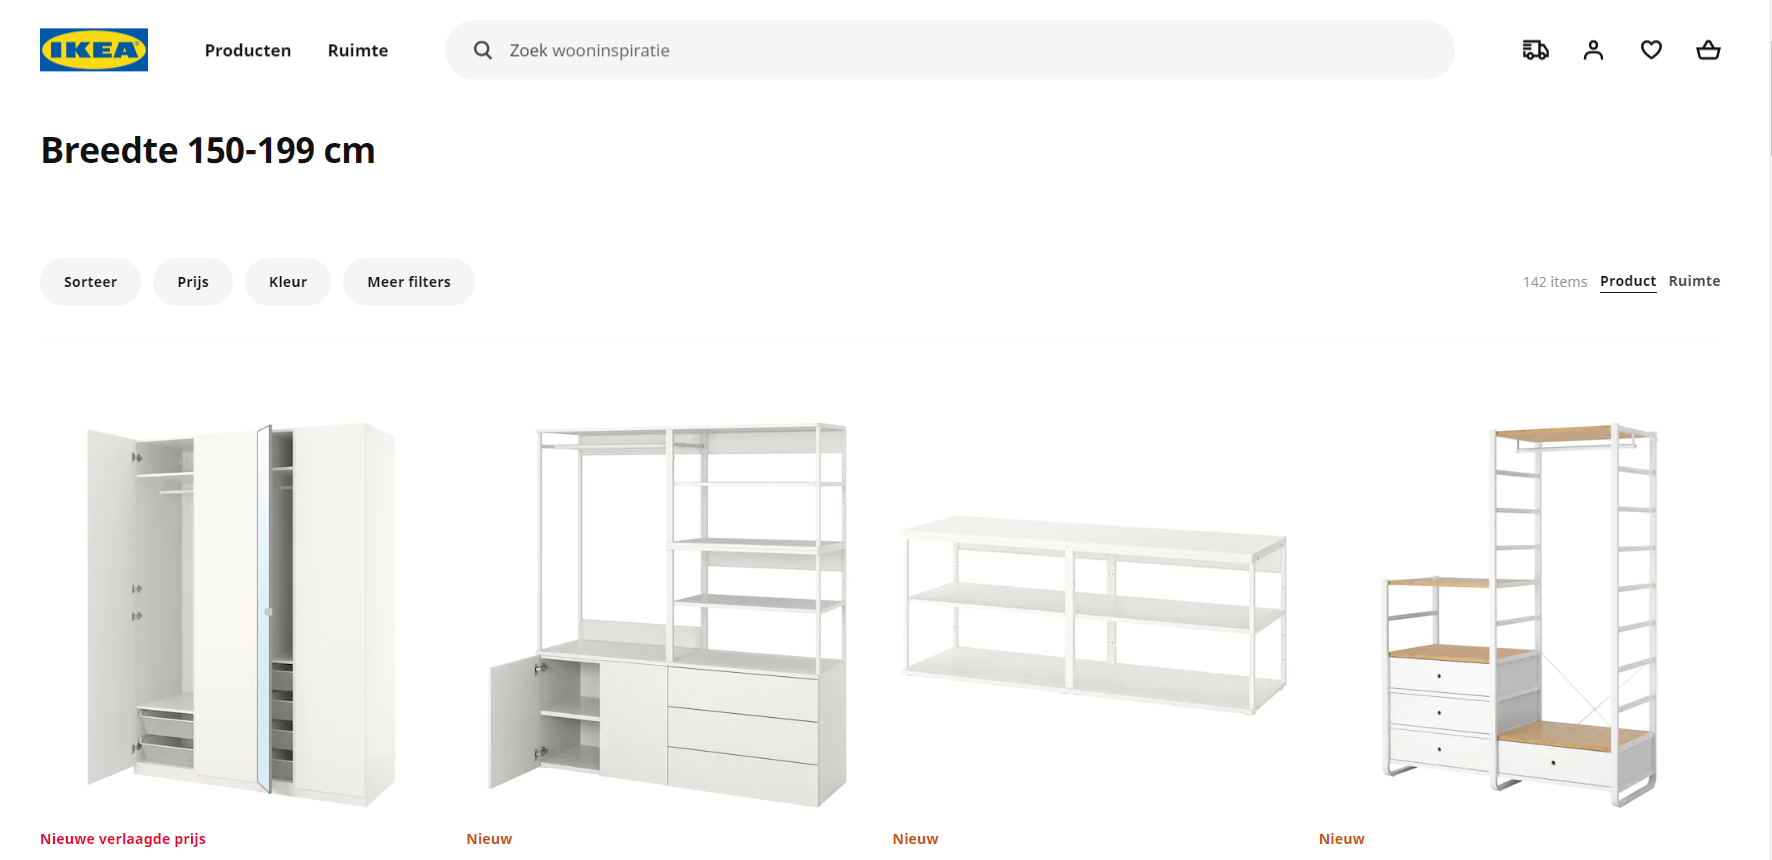 IKEA
Producten
Ruimte
Zoek wooninspiratie
Breedte 150-199 cm
Sorteer
Prijs
Kleur
Meer filters
142 items
Product
Ruimte
Nieuwe verlaagde prijs
Nieuw
Nieuw
Nieuw